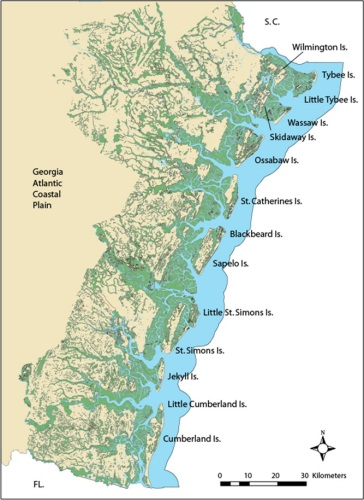 S. C.
Wilmington Is.
Tybee Is.
Little Tybee Is.
Wassaw Is.
Skidaway Is.
Ossabaw Is.
Georgia
Atlantic
Coastal
Plain
St. Catherines Is.
Blackbeard Is.
Sapelo Is.
Little St. Simons Is.
St. Simons Is.
Jekyll Is.
Little Cumberland Is.
Cumberland Is.
N
FL.
0 10 20 30 Kilometers